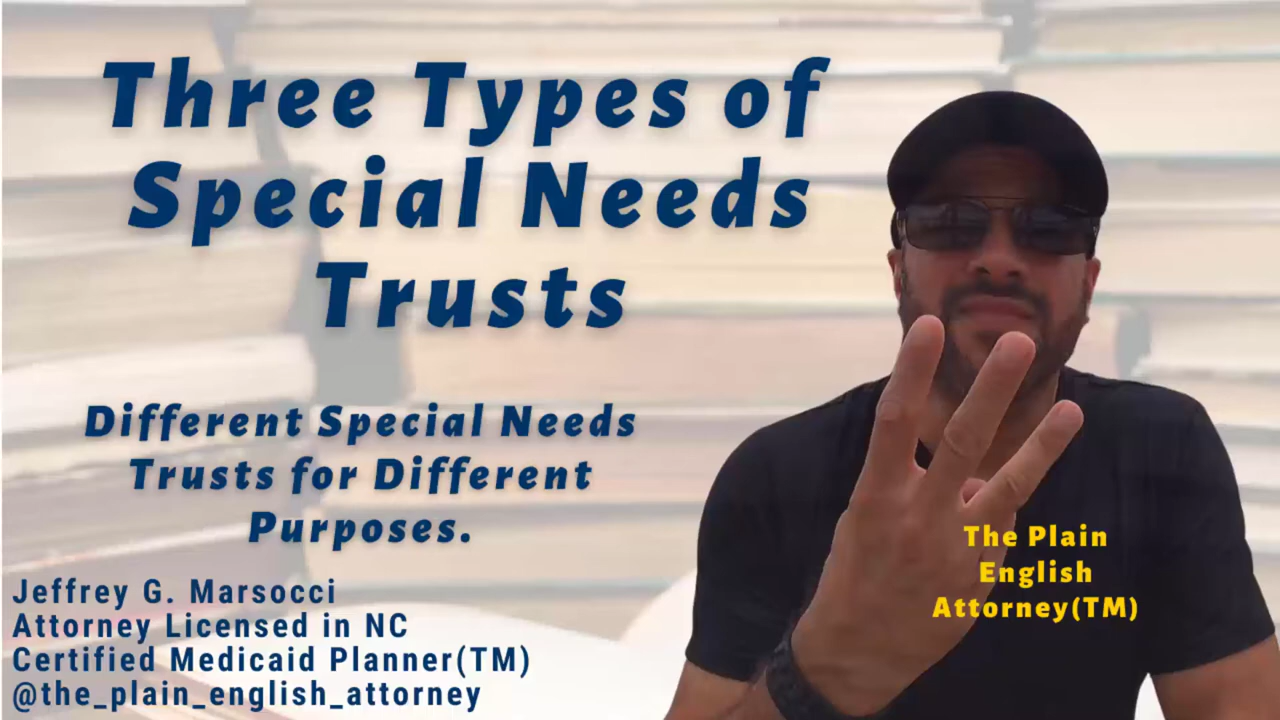 Three Types of
Special Needs
Trusts
Different Special Needs
Trusts for Different
Purposes.
Jeffrey G. Marsocci
Attorney Licensed in NC
Certified Medicaid Planner(TM)
@the_plain_english_attorney
The Plain
English
Attorney(TM)